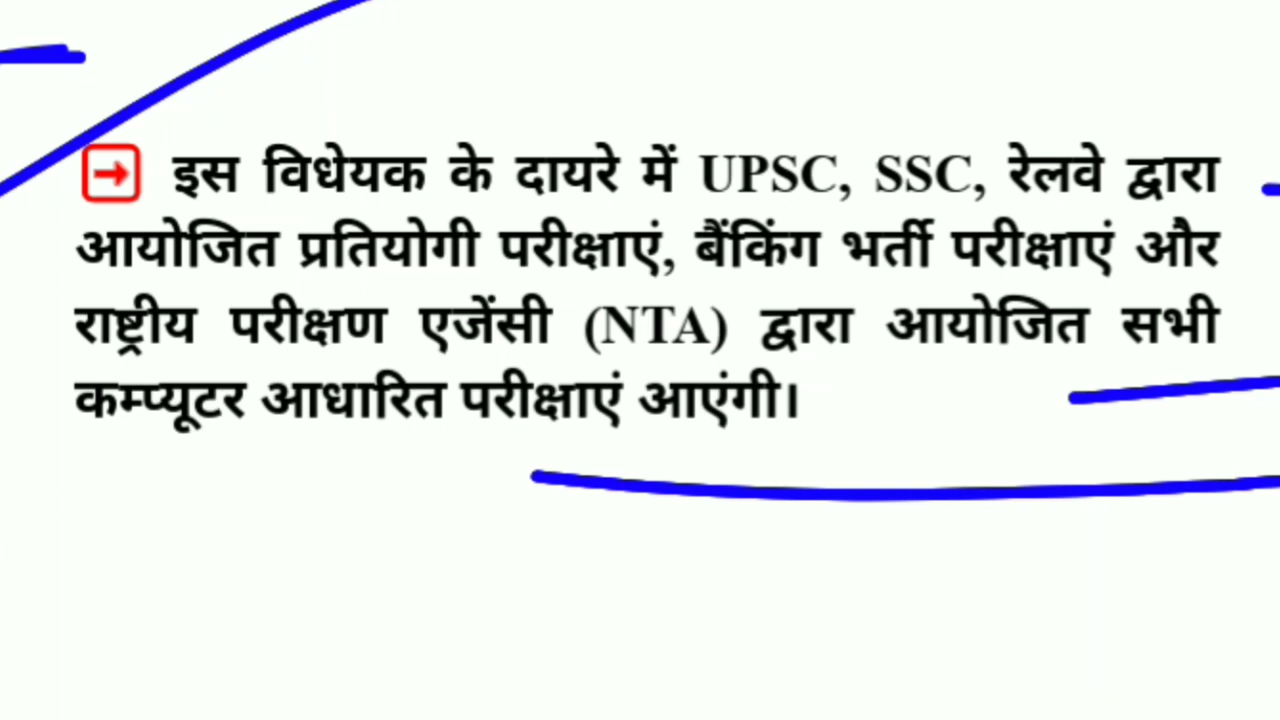 ➡ इस विधेयक के दायरे में UPSC, SSC, रेलवे द्वारा
आयोजित प्रतियोगी परीक्षाएं, बैंकिंग भर्ती परीक्षाएं और
राष्ट्रीय परीक्षण एजेंसी (NTA) द्वारा आयोजित सभी
कम्प्यूटर आधारित परीक्षाएं आएंगी।